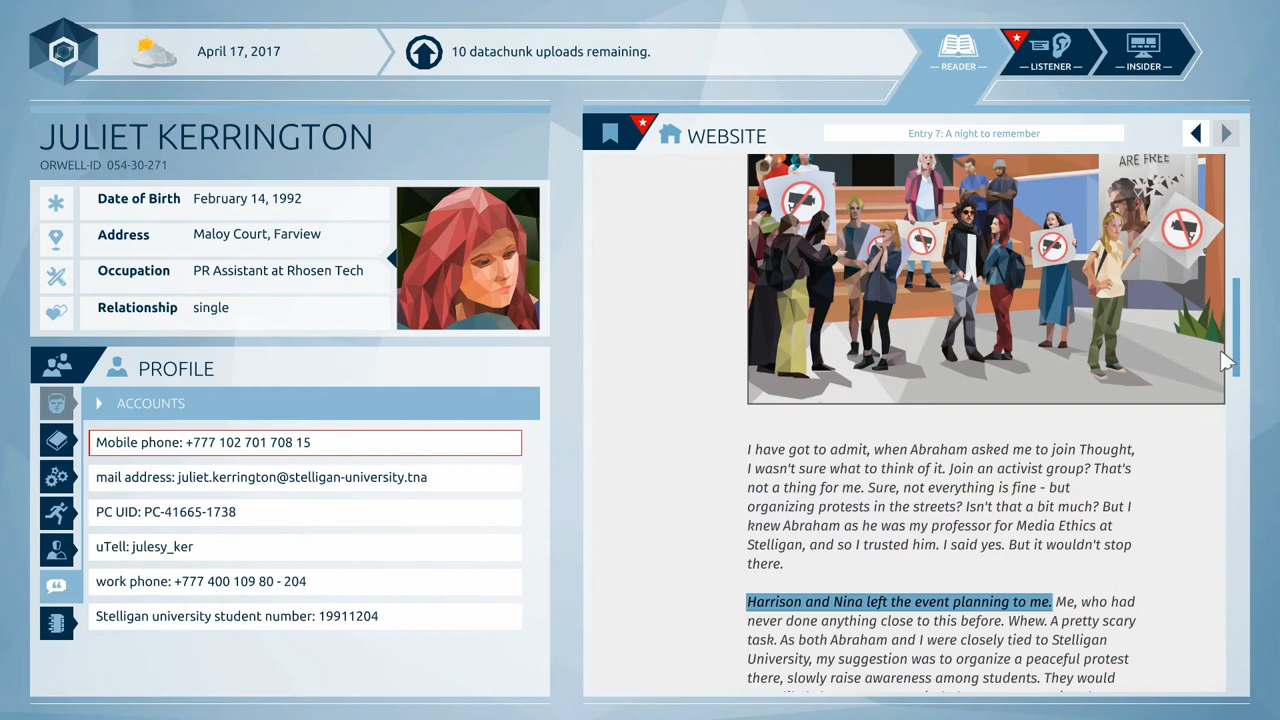 April 17, 2017
10 datachunk uploads remaining.
READER
LISTENER
INSIDER
JULIET KERRINGTON
ORWELL-ID 054-30-271
Date of Birth February 14, 1992
Address Maloy Court, Farview
Occupation PR Assistant at Rhosen Tech
Relationship single
PROFILE
ACCOUNTS
Mobile phone: +777 102 701 708 15
mail address: juliet.kerrington@stelligan-university.tna
PC UID: PC-41665-1738
uTell: julesy_ker
work phone: +777 400 109 80 - 204
Stelligan university student number: 19911204
WEBSITE
Entry 7: A night to remember
ARE FREE
I have got to admit, when Abraham asked me to join Thought,
I wasn't sure what to think of it. Join an activist group? That's
not a thing for me. Sure, not everything is fine - but
organizing protests in the streets? Isn't that a bit much? But I
knew Abraham as he was my professor for Media Ethics at
Stelligan, and so I trusted him. I said yes. But it wouldn't stop
there.
Harrison and Nina left the event planning to me. Me, who had
never done anything close to this before. Whew. A pretty scary
task. As both Abraham and I were closely tied to Stelligan
University, my suggestion was to organize a peaceful protest
there, slowly raise awareness among students. They would